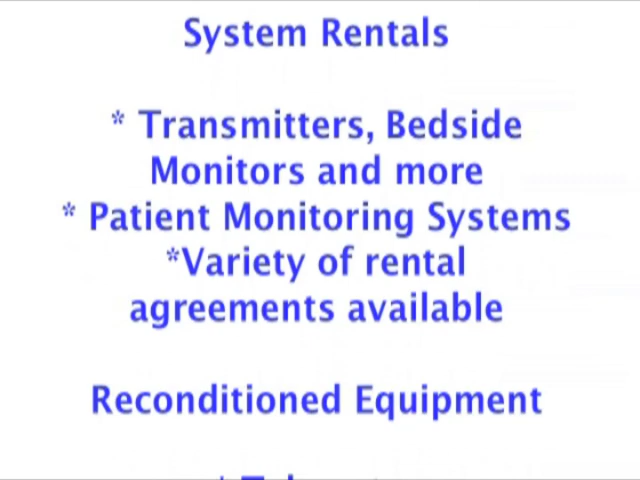 System Rentals
* Transmitters, Bedside
Monitors and more
* Patient Monitoring Systems
*Variety of rental
agreements available
Reconditioned Equipment